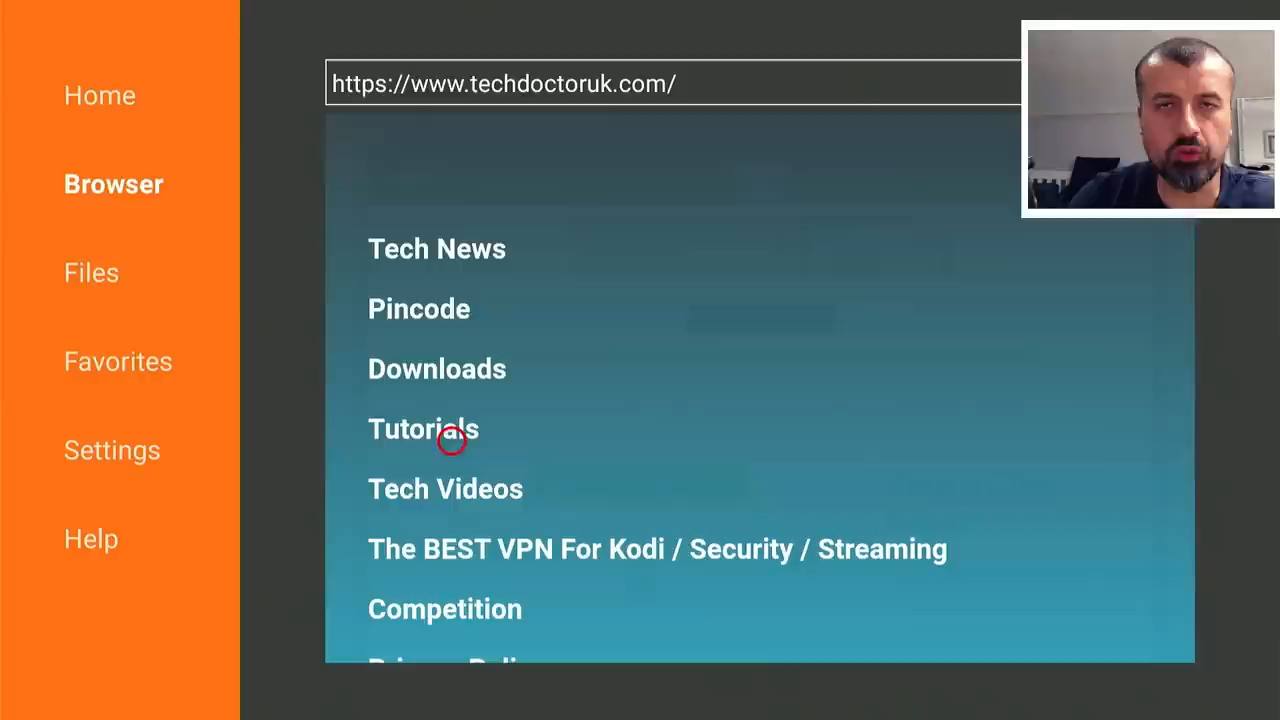 Home
Browser
Files
Favorites
Settings
Help
https://www.techdoctoruk.com/
Tech News
Pincode
Downloads
Tutorials
Tech Videos
The BEST VPN For Kodi / Security / Streaming
Competition